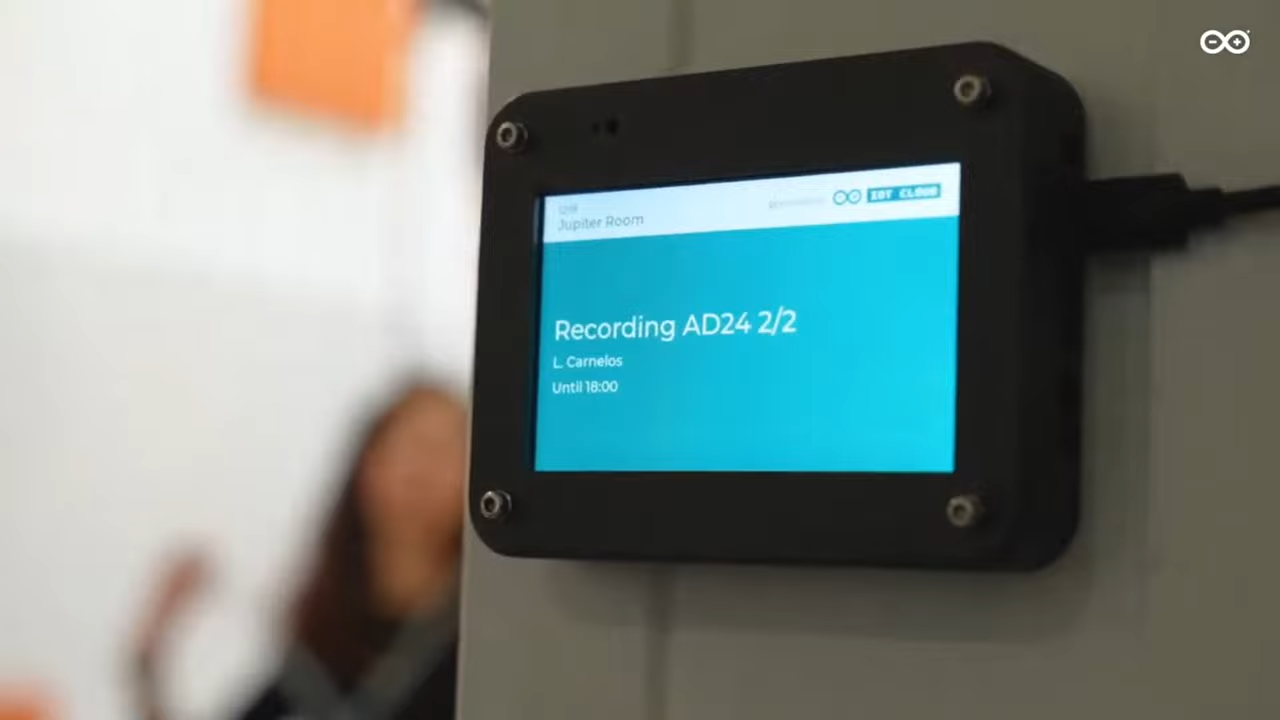 Jupiter Room
IOT CLOUD
Recording AD24 2/2
L. Carnelos
Until 18:00